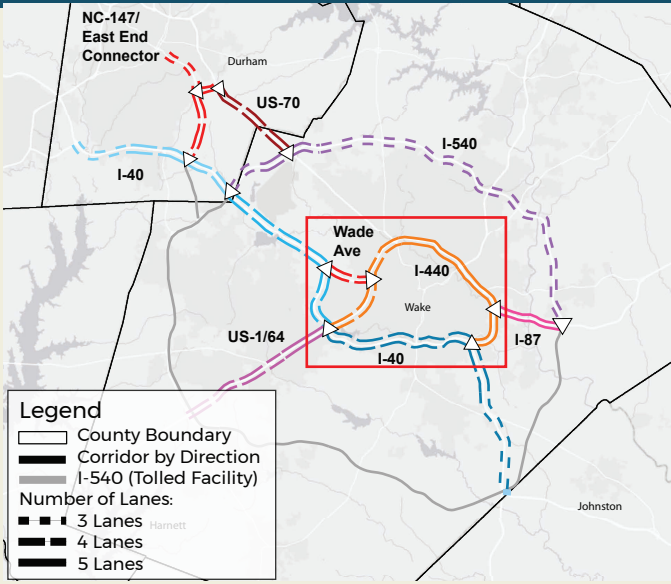 NC-147/
East End
Connector
Durham
US-70
I-540
I-40
Wade
Ave
I-440
Wake
US-1/64
I-87
I-40
Legend
County Boundary
Corridor by Direction
I-540 (Tolled Facility)
Number of Lanes:
3 Lanes
Harnett
4 Lanes
5 Lanes
Johnston